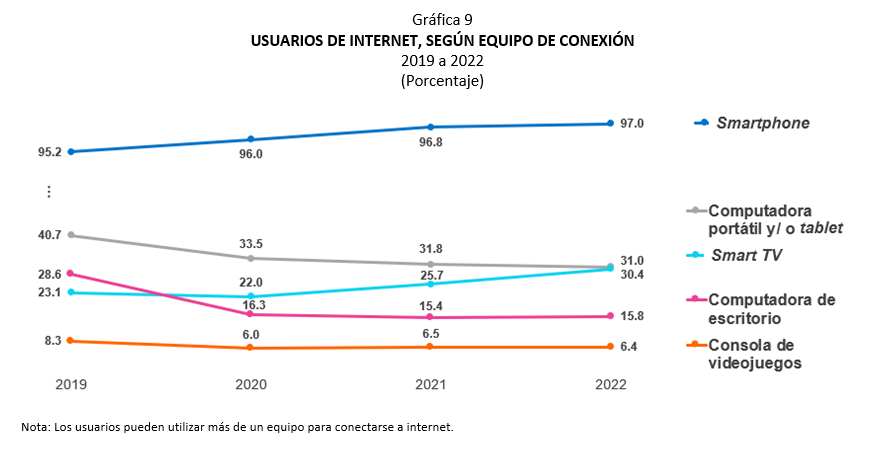 Gráfica 9
USUARIOS DE INTERNET, SEGÚN EQUIPO DE CONEXIÓN
2019 a 2022
(Porcentaje)
95.2 96.0 96.8 97.0 Smartphone
40.7 33.5 31.8 31.0 Computadora
portátil y/ o tablet
23.1 22.0 25.7 30.4 Smart TV
28.6 16.3 15.4 15.8 Computadora de
escritorio
8.3 6.0 6.5 6.4 Consola de
videojuegos
2019 2020 2021 2022
Nota: Los usuarios pueden utilizar más de un equipo para conectarse a internet.